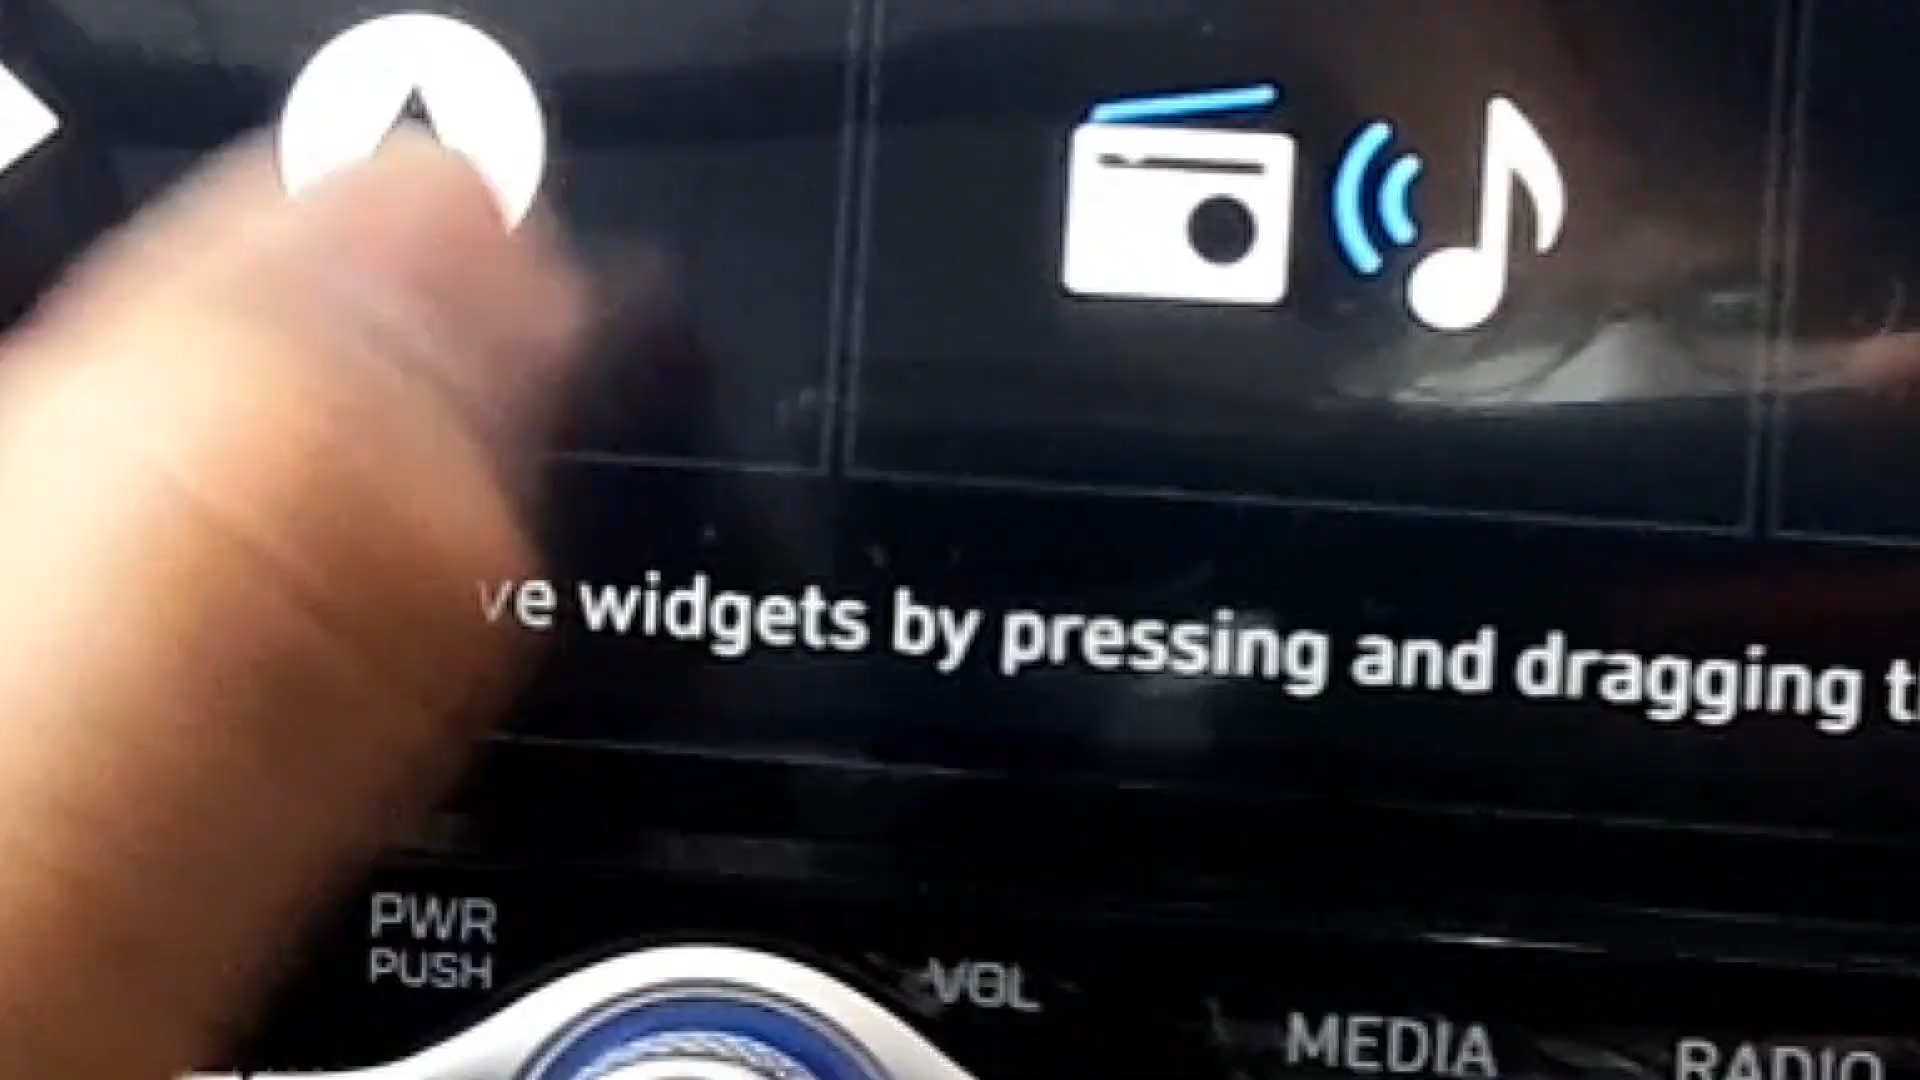 ve widgets by pressing and dragging t
PWR
PUSH
VOL
MEDIA
RADIO